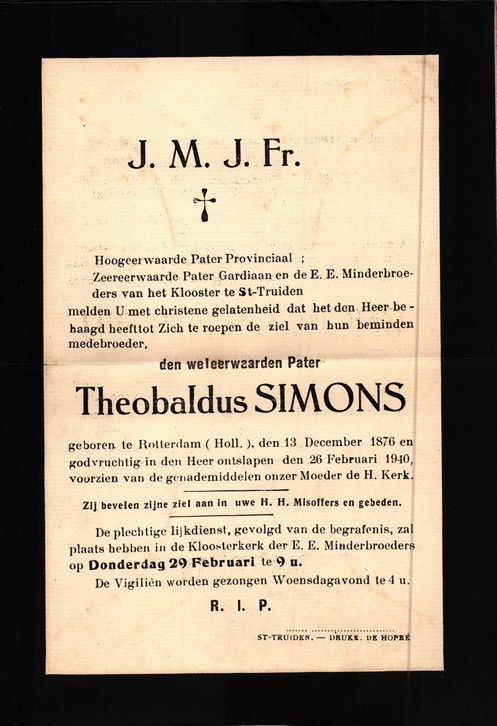 J. M. J. Fr.
Hoogeerwaarde Pater Provinciaal ;
Zeereerwaarde Pater Gardiaan en de E. E. Minderbroe-
ders van het Klooster te St-Truiden
melden U met christene gelatenheid dat het den Heer be-
haagd heefttot Zich te roepen de ziel van hun beminden
medebroeder,
den weleerwaarden Pater
Theobaldus SIMONS
geboren te Rotterdam ( Holl. ), den 13 December 1876 en
godvruchtig in den Heer ontslapen den 26 Februari 1940,
voorzien van de genademiddelen onzer Moeder de H. Kerk.
Zij bevelen zijne ziel aan in uwe H. H. Misoffers en gebeden.
De plechtige lijkdienst, gevolgd van de begrafenis, zal
plaats hebben in de Kloosterkerk der E. E. Minderbroeders
op Donderdag 29 Februari te 9 u.
De Vigiliën worden gezongen Woensdagavond te 4 u.
R. I. P.
ST-TRUIDEN. — DRUKK. DE HOPRÉ